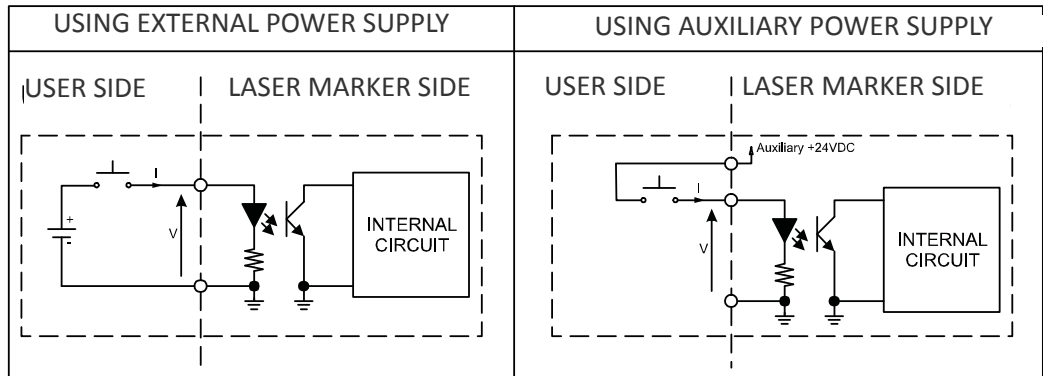 USING EXTERNAL POWER SUPPLY
USER SIDE
LASER MARKER SIDE
I
+
-
V
INTERNAL
CIRCUIT
USING AUXILIARY POWER SUPPLY
USER SIDE
LASER MARKER SIDE
Auxiliary +24VDC
I
V
INTERNAL
CIRCUIT